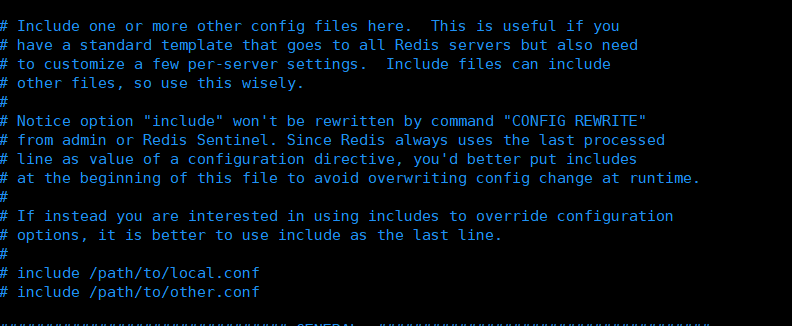 # Include one or more other config files here.  This is useful if you
# have a standard template that goes to all Redis servers but also need
# to customize a few per-server settings.  Include files can include
# other files, so use this wisely.
#
# Notice option "include" won't be rewritten by command "CONFIG REWRITE"
# from admin or Redis Sentinel. Since Redis always uses the last processed
# line as value of a configuration directive, you'd better put includes
# at the beginning of this file to avoid overwriting config change at runtime.
#
# If instead you are interested in using includes to override configuration
# options, it is better to use include as the last line.
#
# include /path/to/local.conf
# include /path/to/other.conf